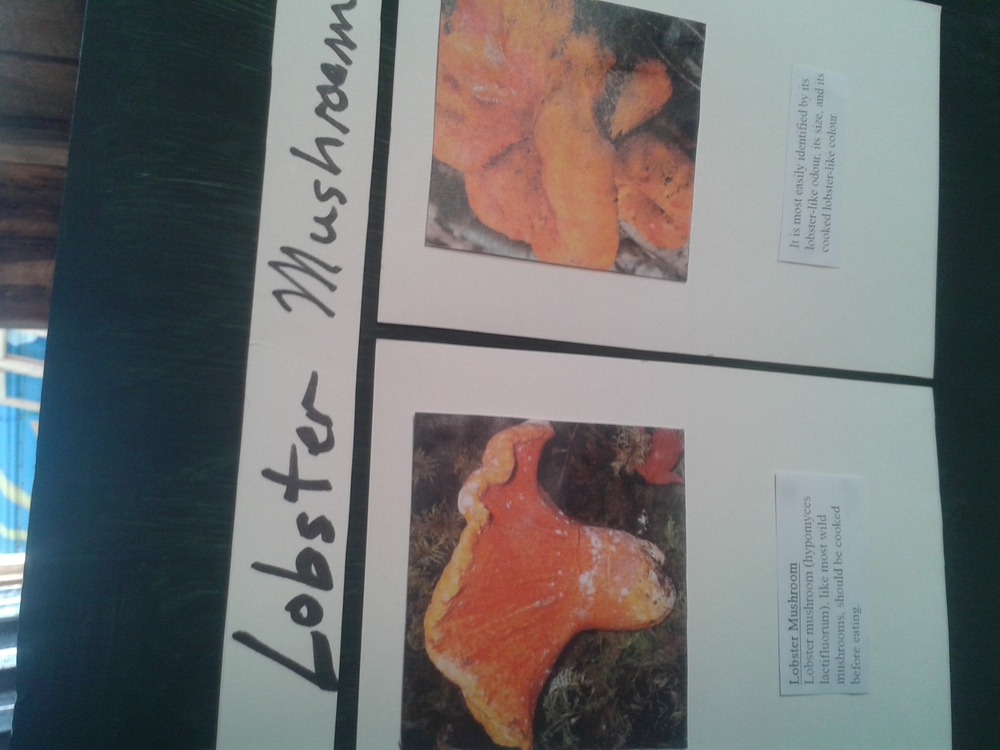 Lobster Mushroom
Lobster Mushroom
Lobster mushroom (hypomyces
lactifluorum), like most wild
mushrooms, should be cooked
before eating.
It is most easily identified by its
lobster-like odour, its size, and its
cooked lobster-like colour.